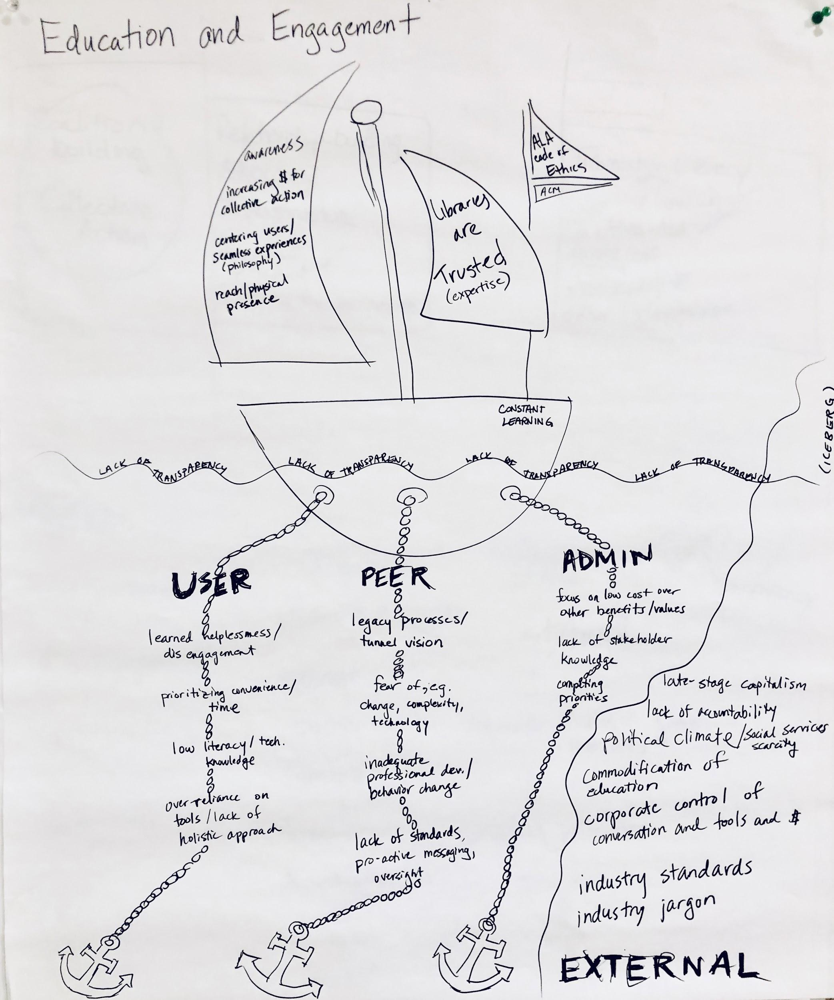 Education and Engagement
awareness
increasing $ for
collective action
centering users/
seamless experiences
(philosophy)
reach/physical
presence
Libraries
are
Trusted
(expertise)
ALA
code of
Ethics
ACM
CONSTANT
LEARNING
(ICEBERG)
LACK OF TRANSPARENCY LACK OF TRANSPARENCY LACK OF TRANSPARENCY LACK OF TRANSPARENCY
USER
learned helplessness/
disengagement
prioritizing convenience/
time
low literacy/tech.
knowledge
over-reliance on
tools/lack of
holistic approach
PEER
legacy processes/
tunnel vision
fear of, e.g.
change, complexity,
technology
inadequate
professional dev./
behavior change
lack of standards,
pro-active messaging,
oversight
ADMIN
focus on low cost over
other benefits/values
lack of stakeholder
knowledge
competing
priorities
late-stage capitalism
lack of accountability
political climate/social services
scarcity
commodification of
education
corporate control of
conversation and tools and $
industry standards
industry jargon
EXTERNAL